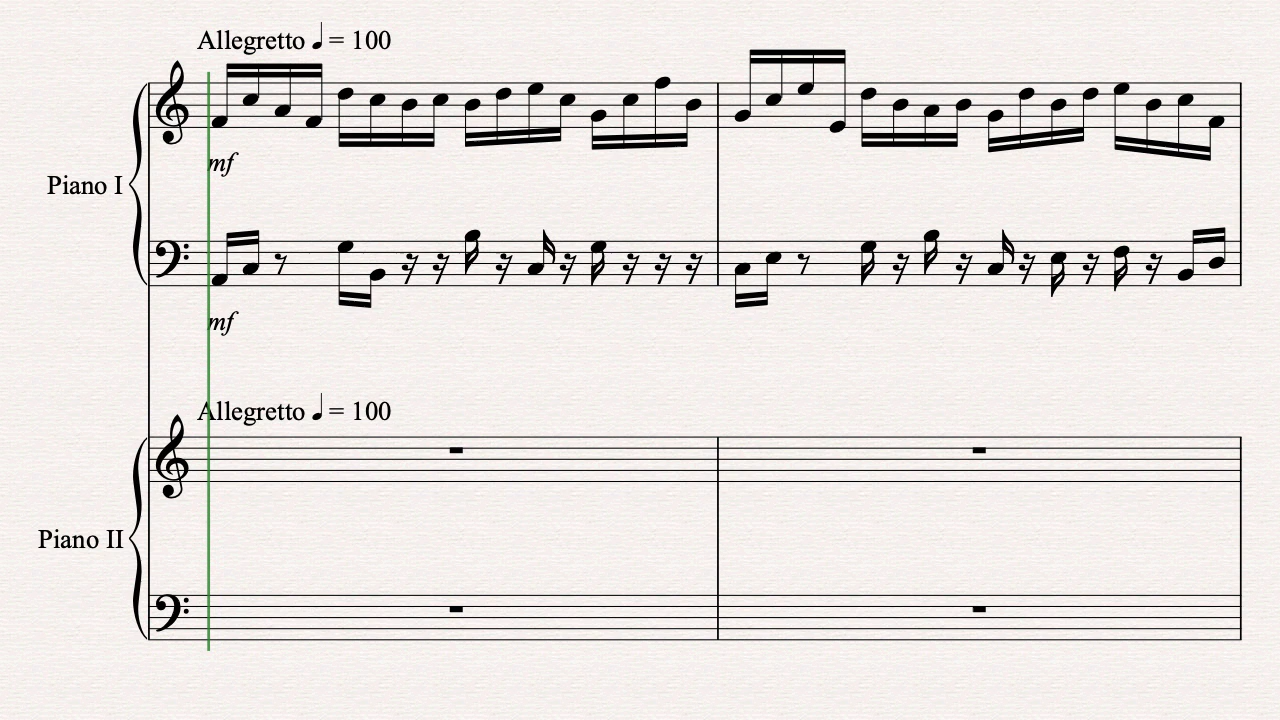 Allegretto ♩ = 100
mf
Piano I
mf
Allegretto ♩ = 100
Piano II